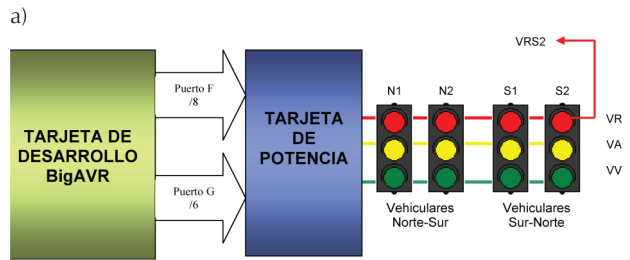 a)
VRS2
TARJETA DE
DESARROLLO
BigAVR
Puerto F
/8
Puerto G
/6
TARJETA
DE
POTENCIA
N1
N2
S1
S2
VR
VA
VV
Vehiculares
Norte-Sur
Vehiculares
Sur-Norte